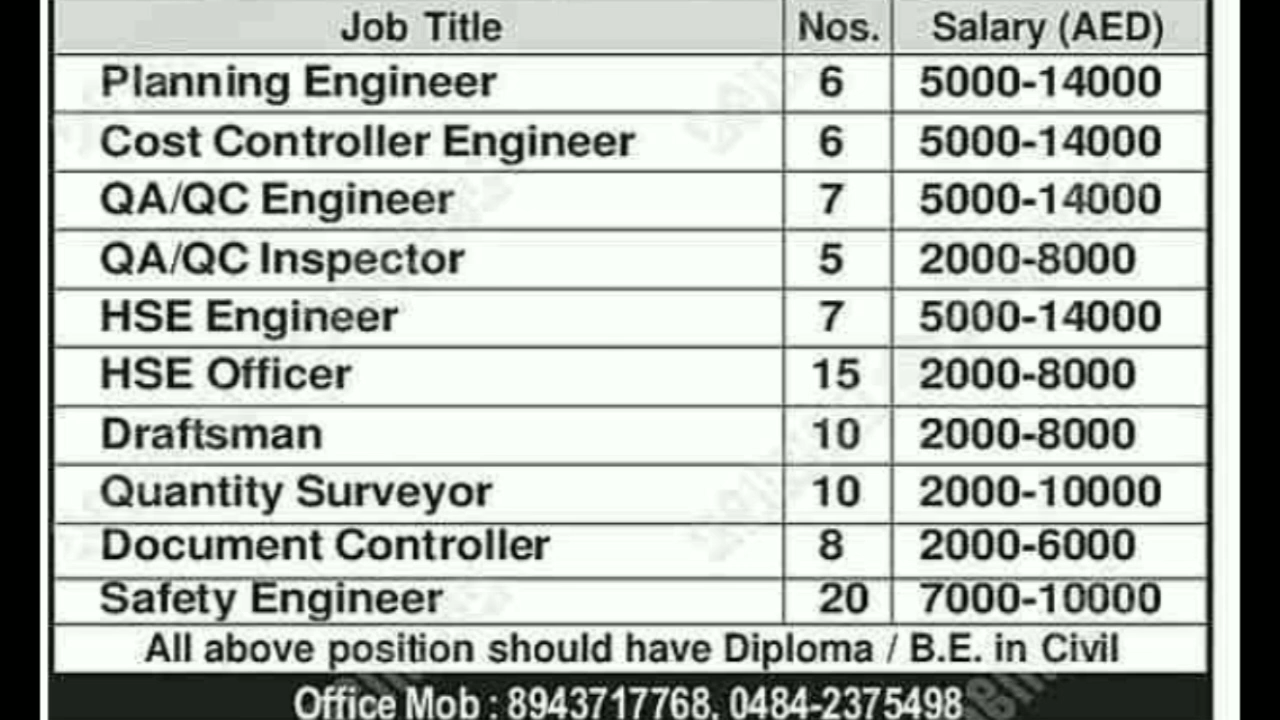 Job Title Nos. Salary (AED)
Planning Engineer 6 5000-14000
Cost Controller Engineer 6 5000-14000
QA/QC Engineer 7 5000-14000
QA/QC Inspector 5 2000-8000
HSE Engineer 7 5000-14000
HSE Officer 15 2000-8000
Draftsman 10 2000-8000
Quantity Surveyor 10 2000-10000
Document Controller 8 2000-6000
Safety Engineer 20 7000-10000
All above position should have Diploma / B.E. in Civil
Office Mob : 8943717768, 0484-2375498